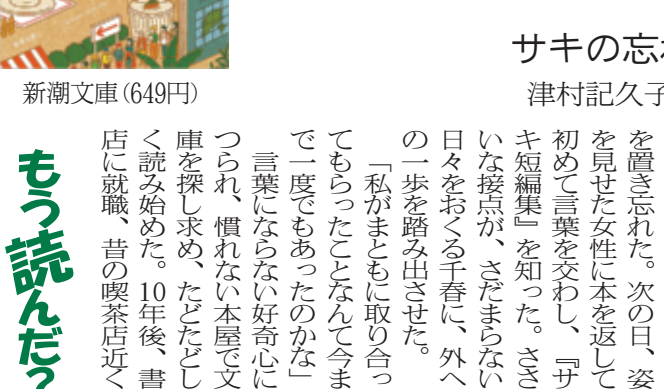 サキの忘れ
津村記久子
新潮文庫(649円)
を置き忘れた。次の日、姿
を見せた女性に本を返して
初めて言葉を交わし、『サ
キ短編集』を知った。ささ
いな接点が、さだまらない
日々をおくる千春に、外へ
の一歩を踏み出させた。
「私がまともに取り合っ
てもらったことなんて今ま
で一度でもあったのかな」
言葉にならない好奇心に
つられ、慣れない本屋で文
庫を探し求め、たどたどし
く読み始めた。10年後、書
店に就職、昔の喫茶店近く
もう読んだ?